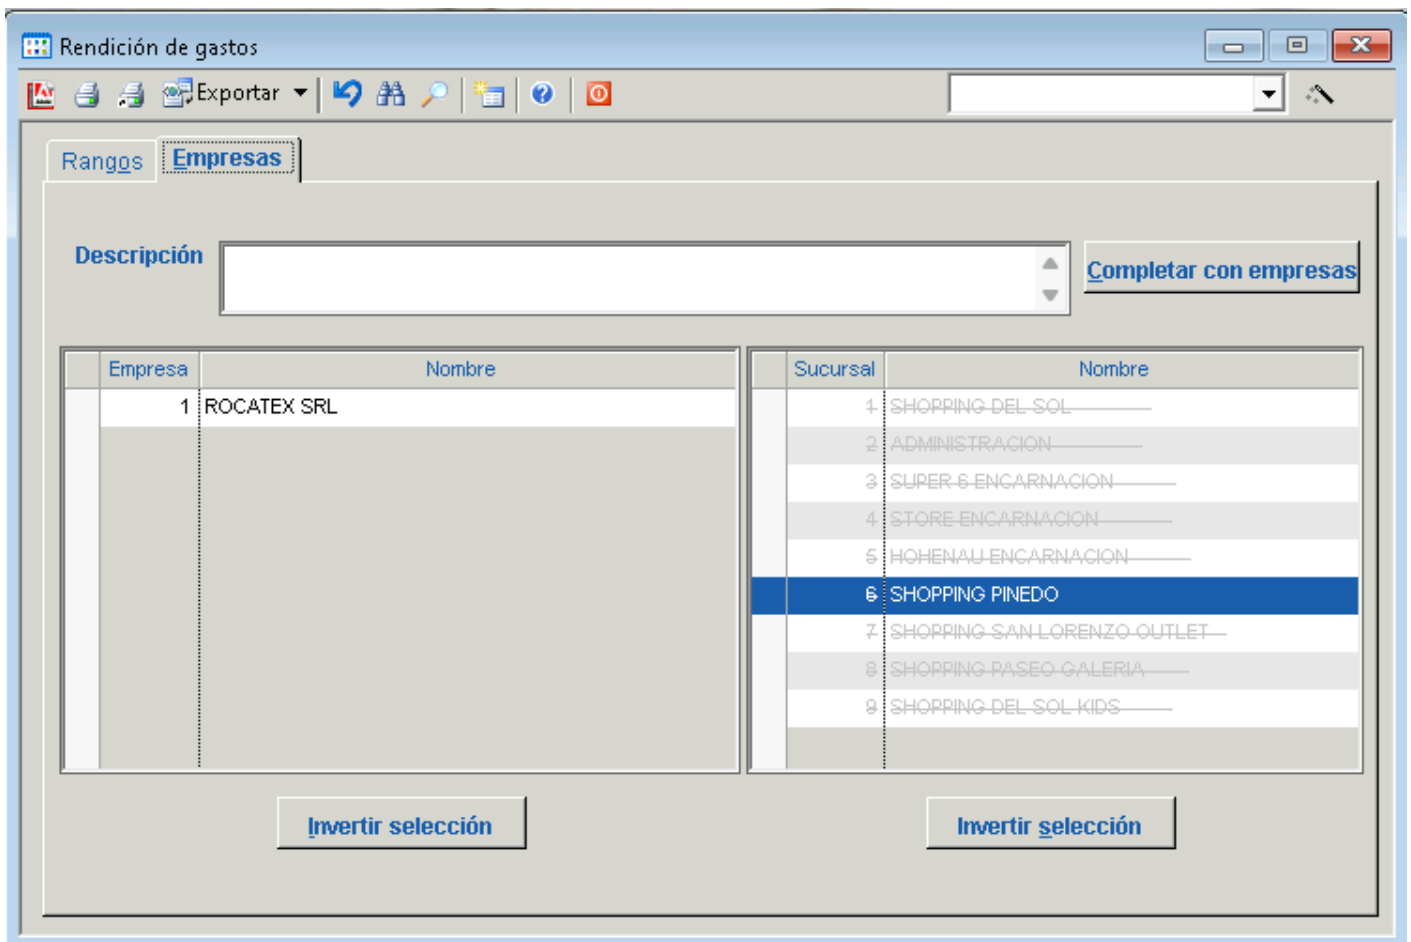 Rendición de gastos
Exportar
Rangos Empresas
Descripción
Completar con empresas
Empresa Nombre
1 ROCATEX SRL
Sucursal Nombre
1 SHOPPING DEL SOL
2 ADMINISTRACION
3 SUPER 6 ENCARNACION
4 STORE ENCARNACION
5 HOHENAU ENCARNACION
6 SHOPPING PINEDO
7 SHOPPING SAN LORENZO OUTLET
8 SHOPPING PASEO GALERIA
9 SHOPPING DEL SOL KIDS
Invertir selección
Invertir selección